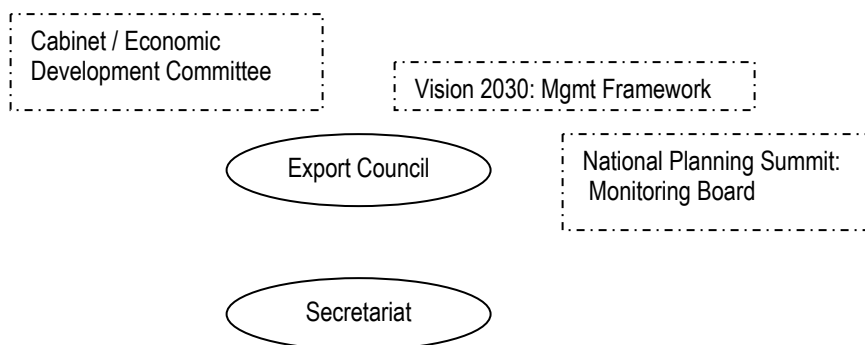 Cabinet / Economic
Development Committee
Vision 2030: Mgmt Framework
Export Council
National Planning Summit:
Monitoring Board
Secretariat